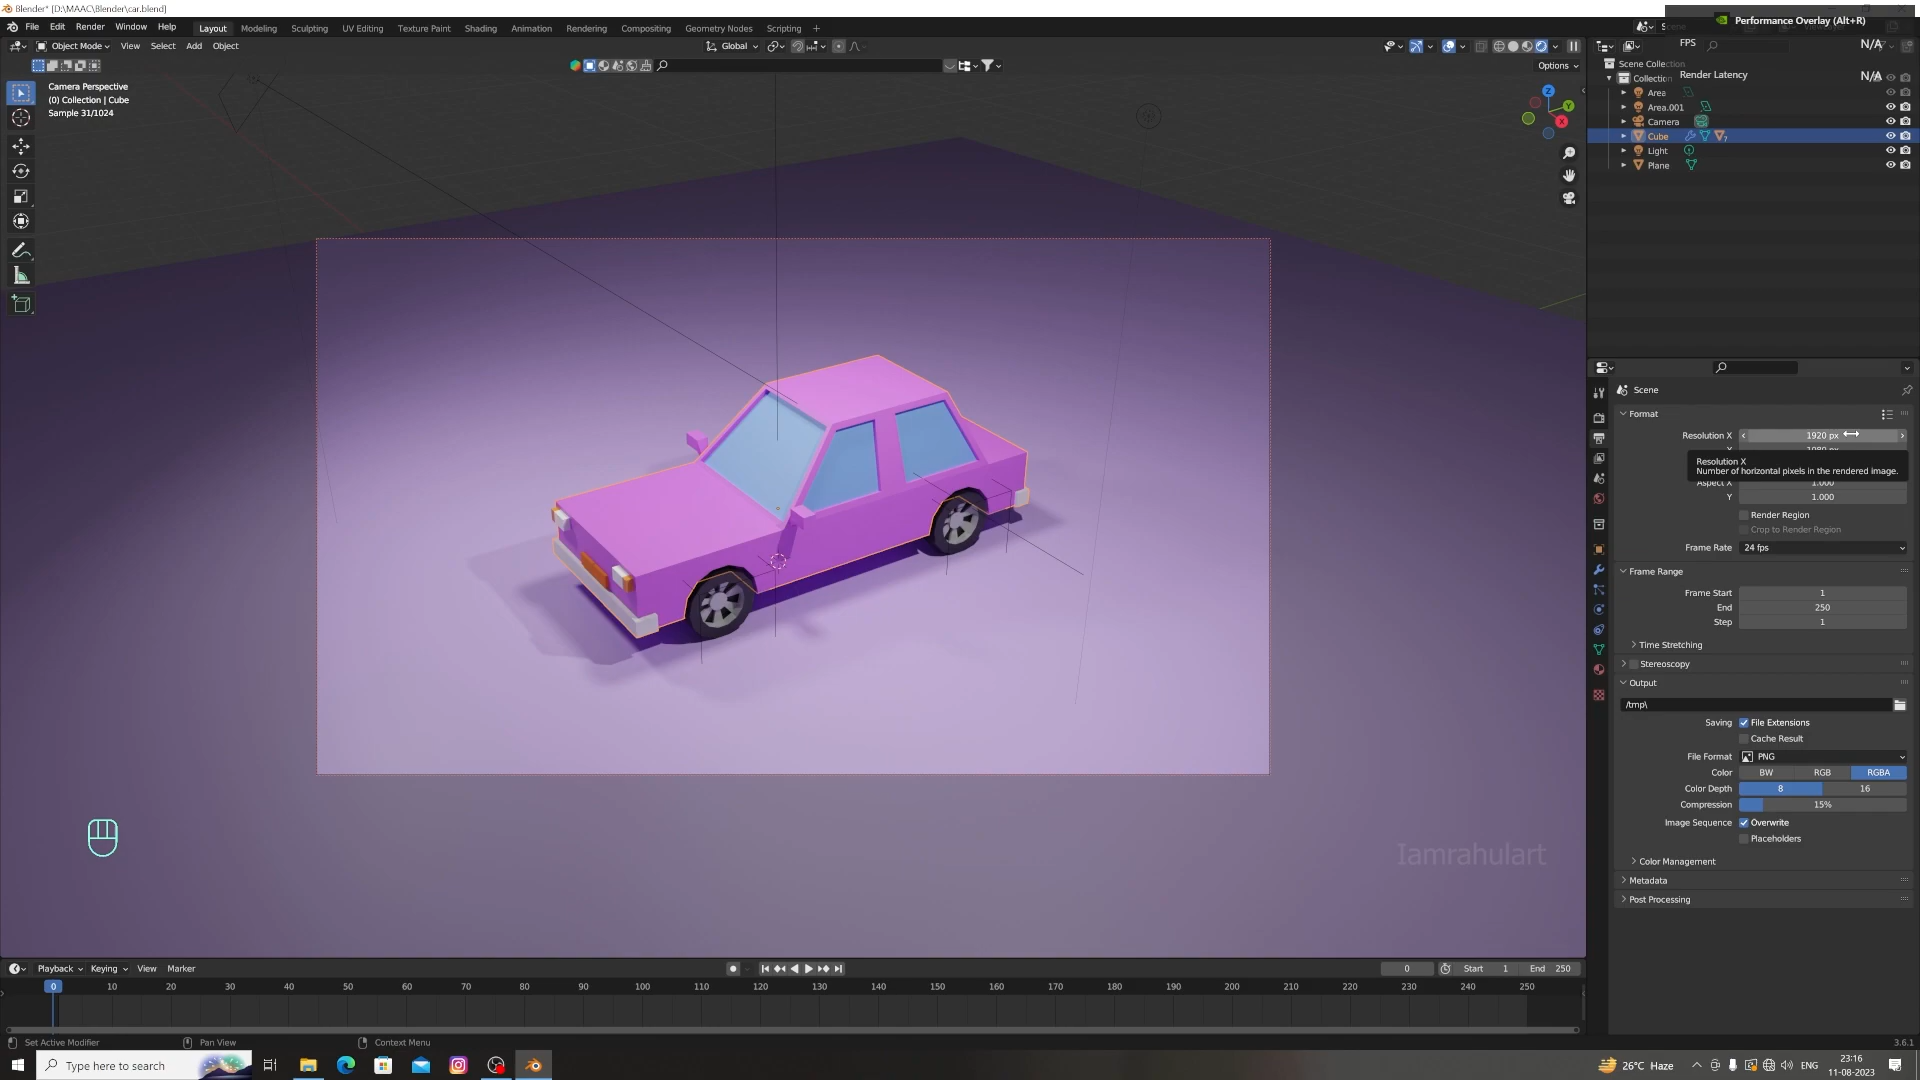 Blender* [D:\MAAC\Blender\car.blend]
File Edit Render Window Help Layout Modeling Sculpting UV Editing Texture Paint Shading Animation Rendering Compositing Geometry Nodes Scripting +
Performance Overlay (Alt+R)
Object Mode View Select Add Object Global
FPS N/A
Options
Scene Collection
Collection Render Latency N/A
Camera Perspective
(0) Collection | Cube
Sample 31/1024
Area
Area.001
Camera
Cube
Light
Plane
Z
Y
X
Scene
Format
Resolution X 1920 px
Resolution X
Number of horizontal pixels in the rendered image.
Aspect X 1.000
Y 1.000
Render Region
Crop to Render Region
Frame Rate 24 fps
Frame Range
Frame Start 1
End 250
Step 1
Time Stretching
Stereoscopy
Output
/tmp\
Saving File Extensions
Cache Result
File Format PNG
Color BW RGB RGBA
Color Depth 8 16
Compression 15%
Image Sequence Overwrite
Placeholders
Color Management
Metadata
Post Processing
Iamrahulart
Playback Keying View Marker 0 Start 1 End 250
0 10 20 30 40 50 60 70 80 90 100 110 120 130 140 150 160 170 180 190 200 210 220 230 240 250
Set Active Modifier Pan View Context Menu 3.6.1
Type here to search 26°C Haze ENG 23:16
11-08-2023